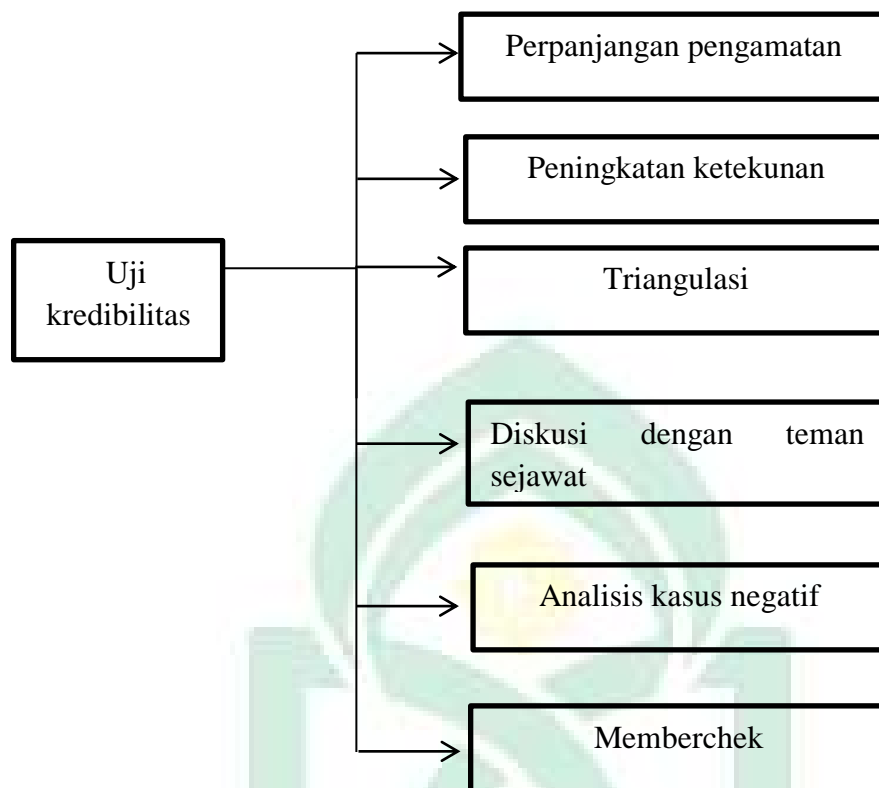 Perpanjangan pengamatan
Peningkatan ketekunan
Uji
kredibilitas
Triangulasi
Diskusi dengan teman
sejawat
Analisis kasus negatif
Memberchek